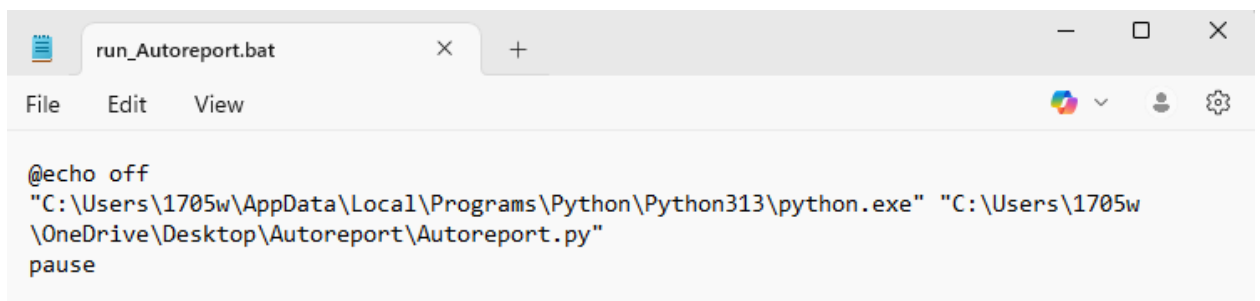 run_Autoreport.bat
File Edit View
@echo off
"C:\Users\1705w\AppData\Local\Programs\Python\Python313\python.exe" "C:\Users\1705w
\OneDrive\Desktop\Autoreport\Autoreport.py"
pause